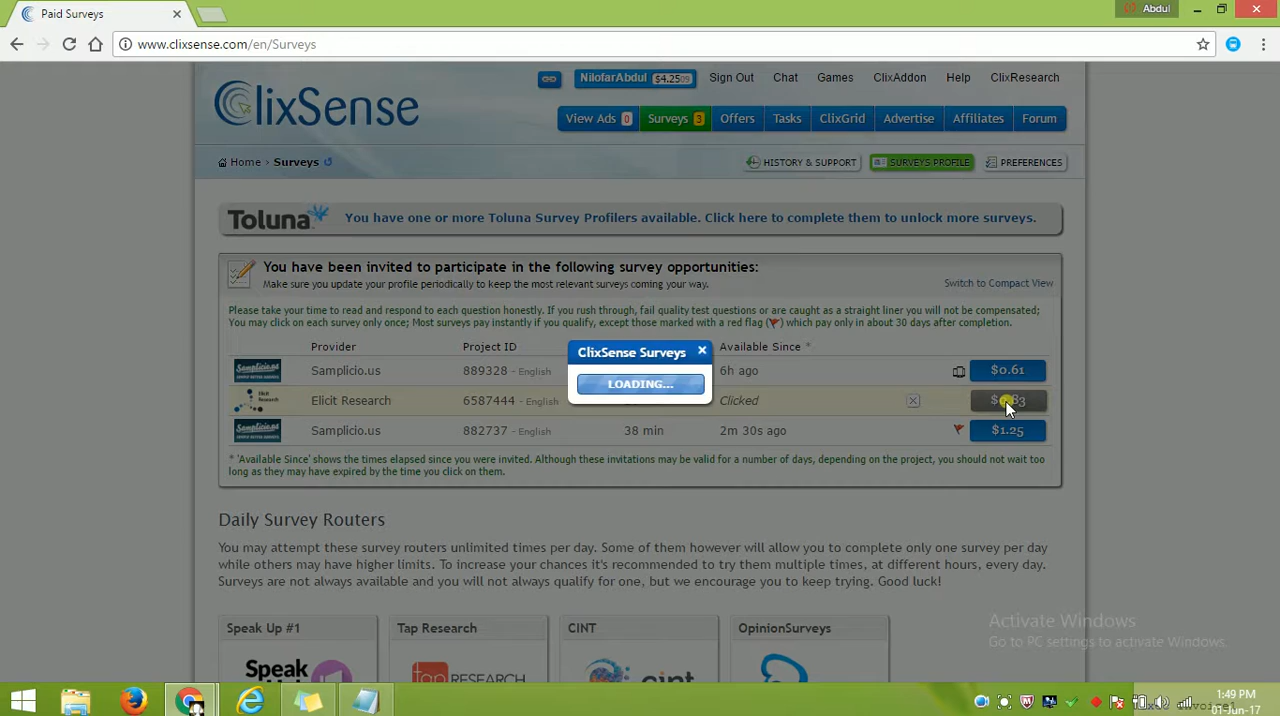 Paid Surveys
Abdul
www.clixsense.com/en/Surveys
ClixSense
NilofarAbdul $4.2509 Sign Out Chat Games ClixAddon Help ClixResearch
View Ads 0 Surveys 3 Offers Tasks ClixGrid Advertise Affiliates Forum
Home › Surveys HISTORY & SUPPORT SURVEYS PROFILE PREFERENCES
Toluna You have one or more Toluna Survey Profilers available. Click here to complete them to unlock more surveys.
You have been invited to participate in the following survey opportunities:
Make sure you update your profile periodically to keep the most relevant surveys coming your way. Switch to Compact View
Please take your time to read and respond to each question honestly. If you rush through, fail quality test questions or are caught as a straight liner you will not be compensated;
You may click on each survey only once; Most surveys pay instantly if you qualify, except those marked with a red flag ( ) which pay only in about 30 days after completion.
Provider Project ID Available Since *
Samplicio.us 889328 - English 6h ago $0.61
Elicit Research 6587444 - English Clicked
Samplicio.us 882737 - English 38 min 2m 30s ago $1.25
ClixSense Surveys
LOADING...
* 'Available Since' shows the times elapsed since you were invited. Although these invitations may be valid for a number of days, depending on the project, you should not wait too
long as they may have expired by the time you click on them.
Daily Survey Routers
You may attempt these survey routers unlimited times per day. Some of them however will allow you to complete only one survey per day
while others may have higher limits. To increase your chances it's recommended to try them multiple times, at different hours, every day.
Surveys are not always available and you will not always qualify for one, but we encourage you to keep trying. Good luck!
Speak Up #1 Tap Research CINT OpinionSurveys
Speak
tap RESEARCH
cint
Activate Windows
Go to PC settings to activate Windows.
1:49 PM
01-Jun-17